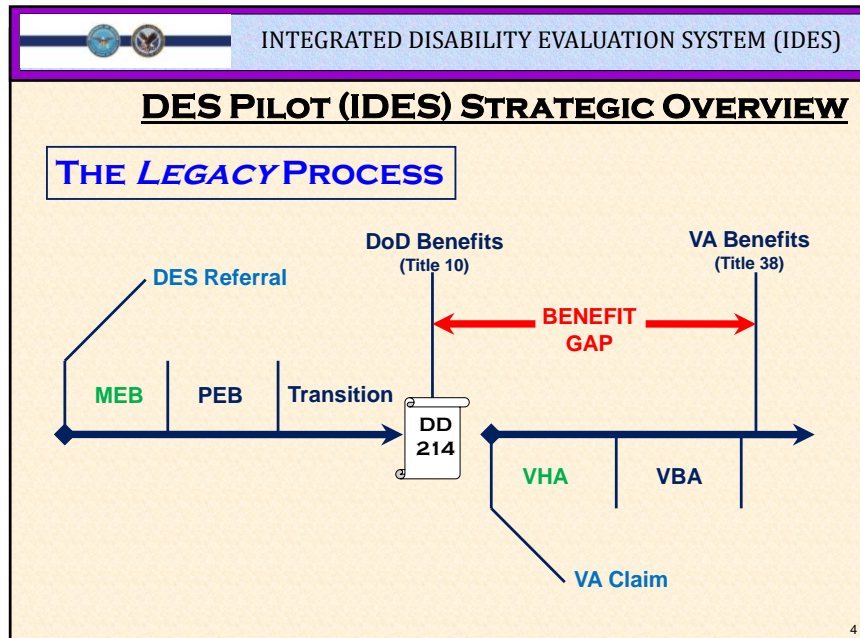 INTEGRATED DISABILITY EVALUATION SYSTEM (IDES)
DES PILOT (IDES) STRATEGIC OVERVIEW
THE LEGACY PROCESS
DoD Benefits
(Title 10)
VA Benefits
(Title 38)
DES Referral
BENEFIT
GAP
MEB
PEB
Transition
DD
214
VHA
VBA
VA Claim
4